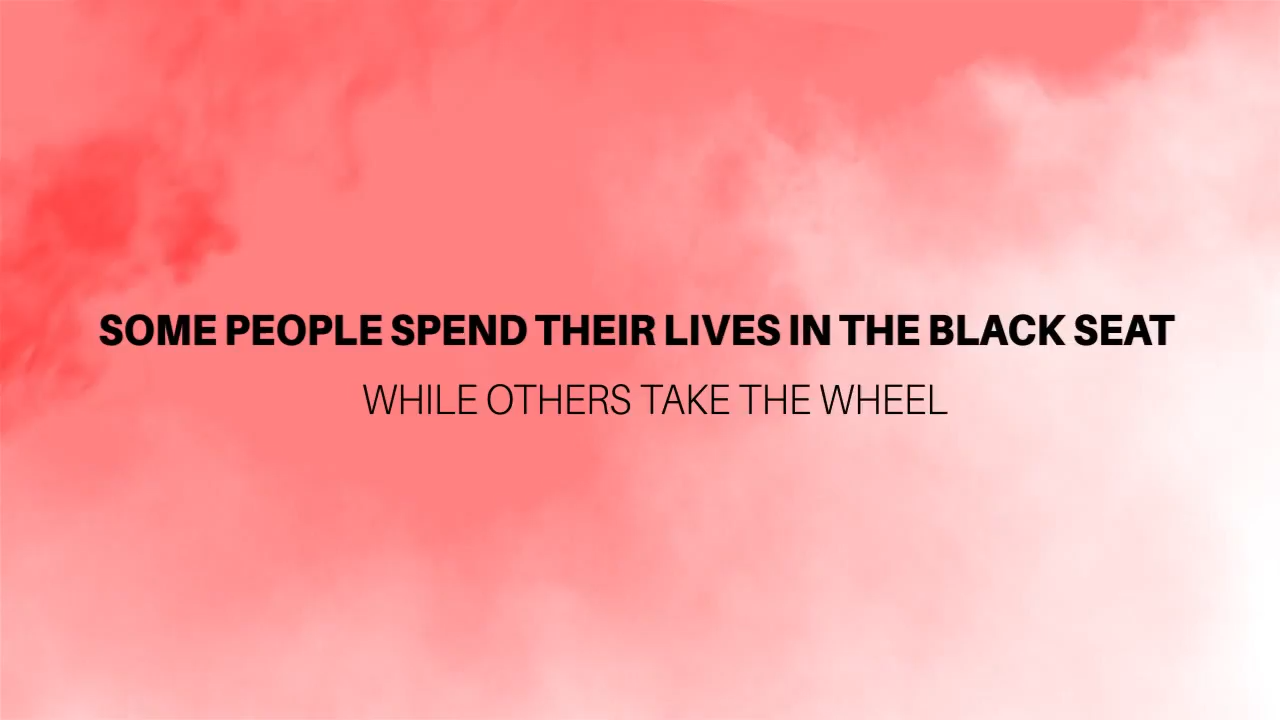 SOME PEOPLE SPEND THEIR LIVES IN THE BLACK SEAT
WHILE OTHERS TAKE THE WHEEL